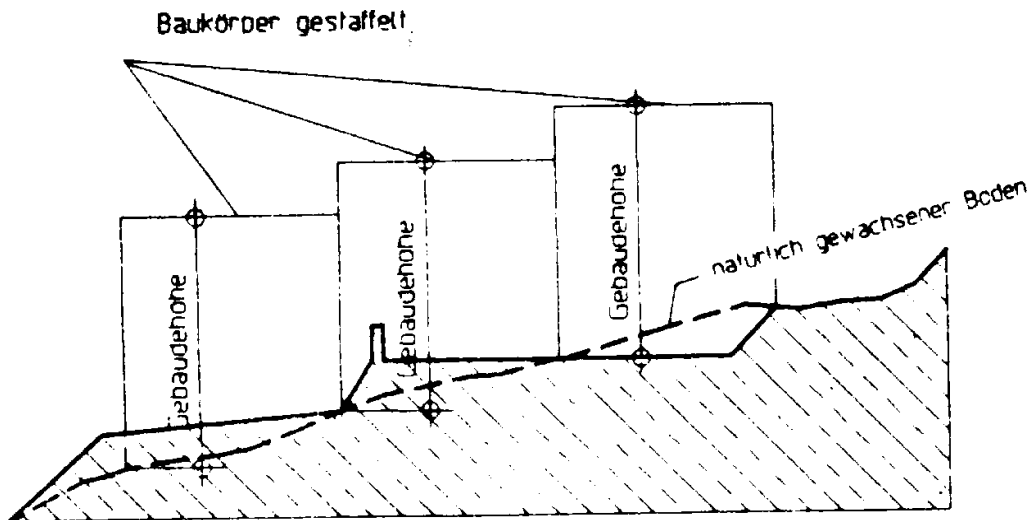 Baukörper gestaffelt
Gebaudehohe
Gebaudehohe
Gebaudehohe
naturlich gewachsener Boden